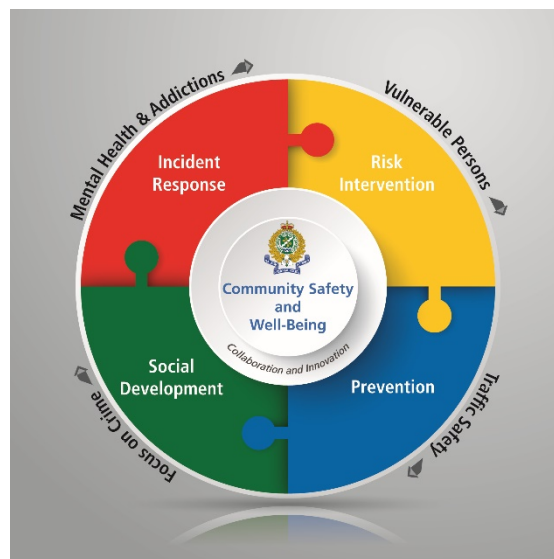 Mental Health & Addictions
Vulnerable Persons
Incident
Response
Risk
Intervention
Community Safety
and
Well-Being
Collaboration and Innovation
Social
Development
Prevention
Focus on Crime
Traffic Safety